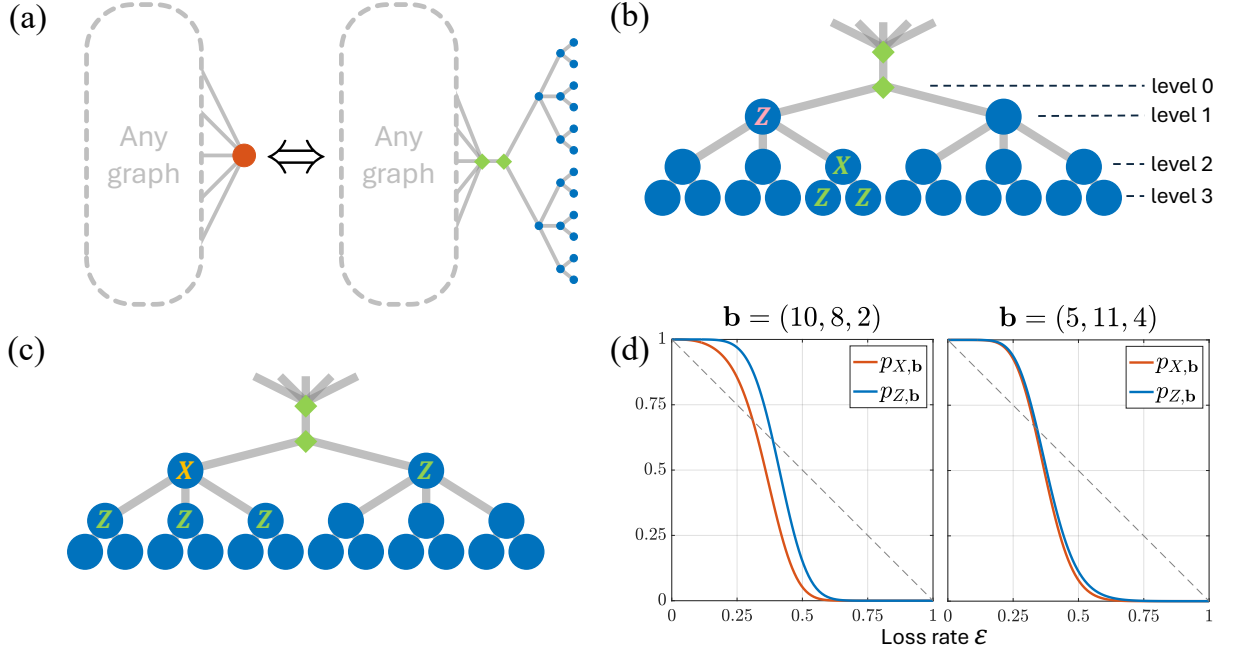 (a)
Any
graph
Any
graph
(b)
level 0
Z
level 1
X
level 2
Z Z
level 3
(c)
X Z
Z Z Z
(d)
b = (10, 8, 2)
b = (5, 11, 4)
p_{X,b}
p_{Z,b}
p_{X,b}
p_{Z,b}
1
0.75
0.5
0.25
0
0 0.25 0.5 0.75 1
0 0.25 0.5 0.75 1
Loss rate ℰ